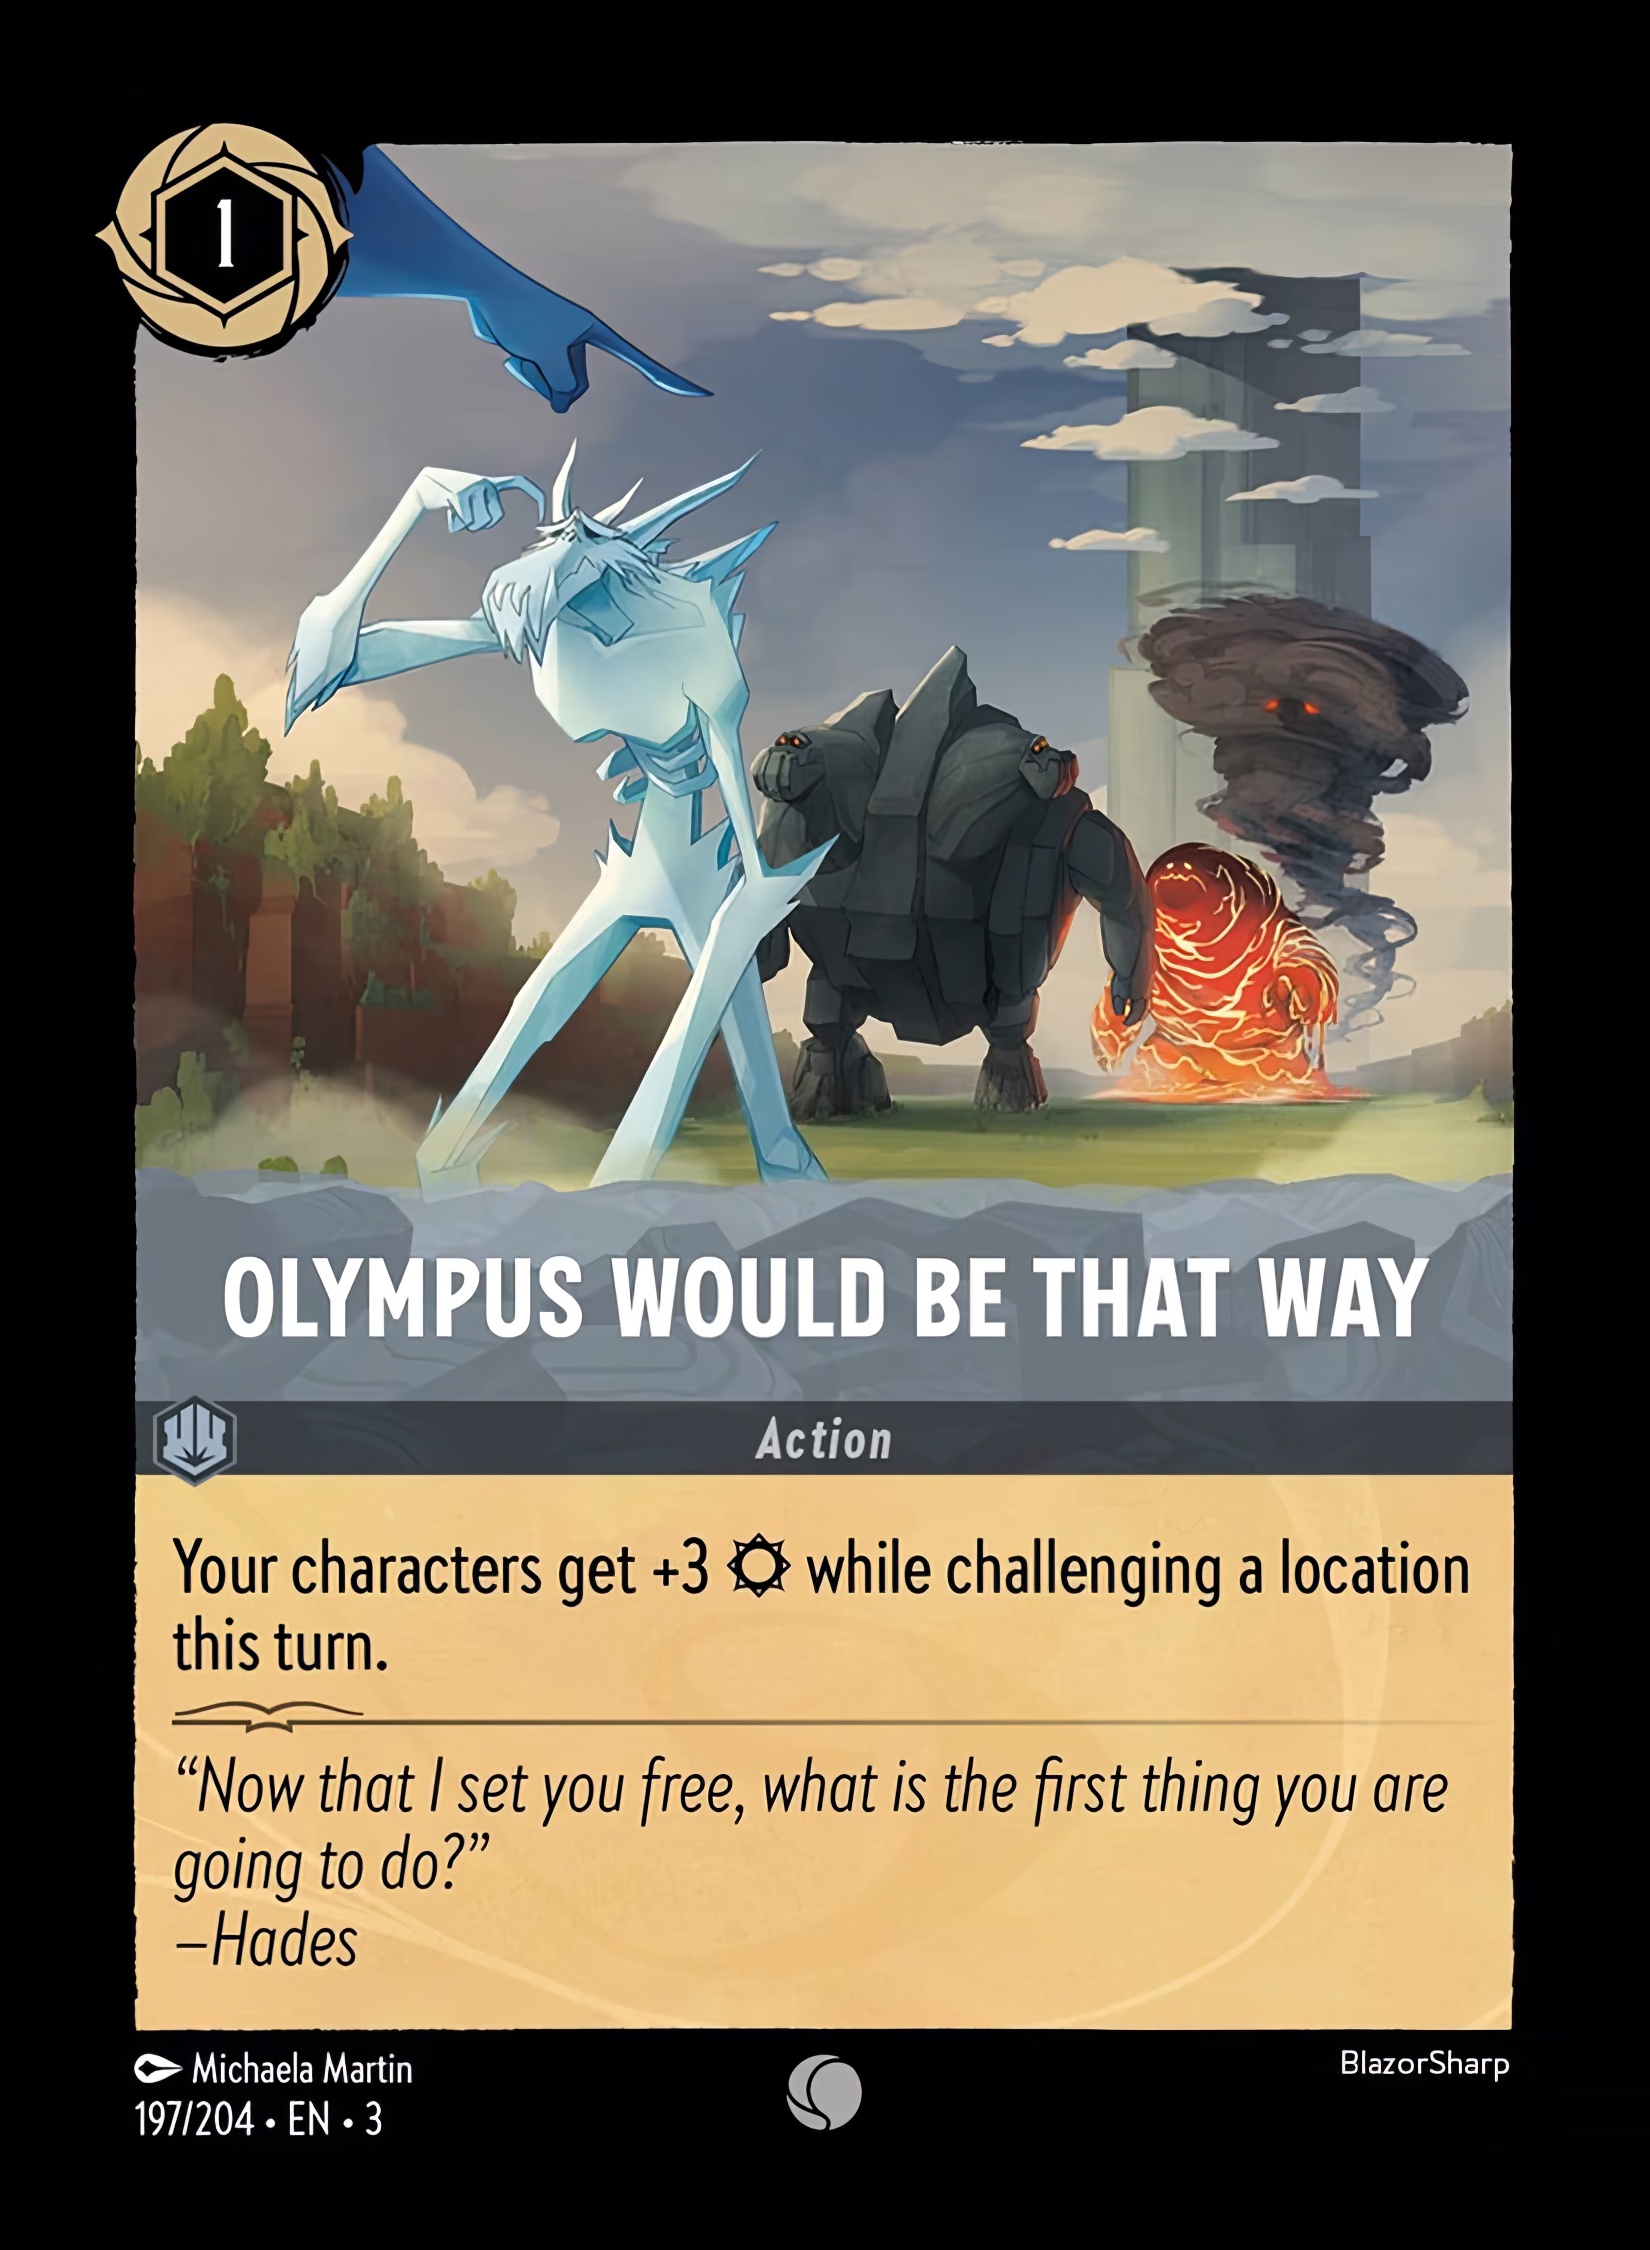 1
OLYMPUS WOULD BE THAT WAY
Action
Your characters get +3 while challenging a location
this turn.
“Now that I set you free, what is the first thing you are
going to do?”
–Hades
Michaela Martin
BlazorSharp
197/204 • EN • 3